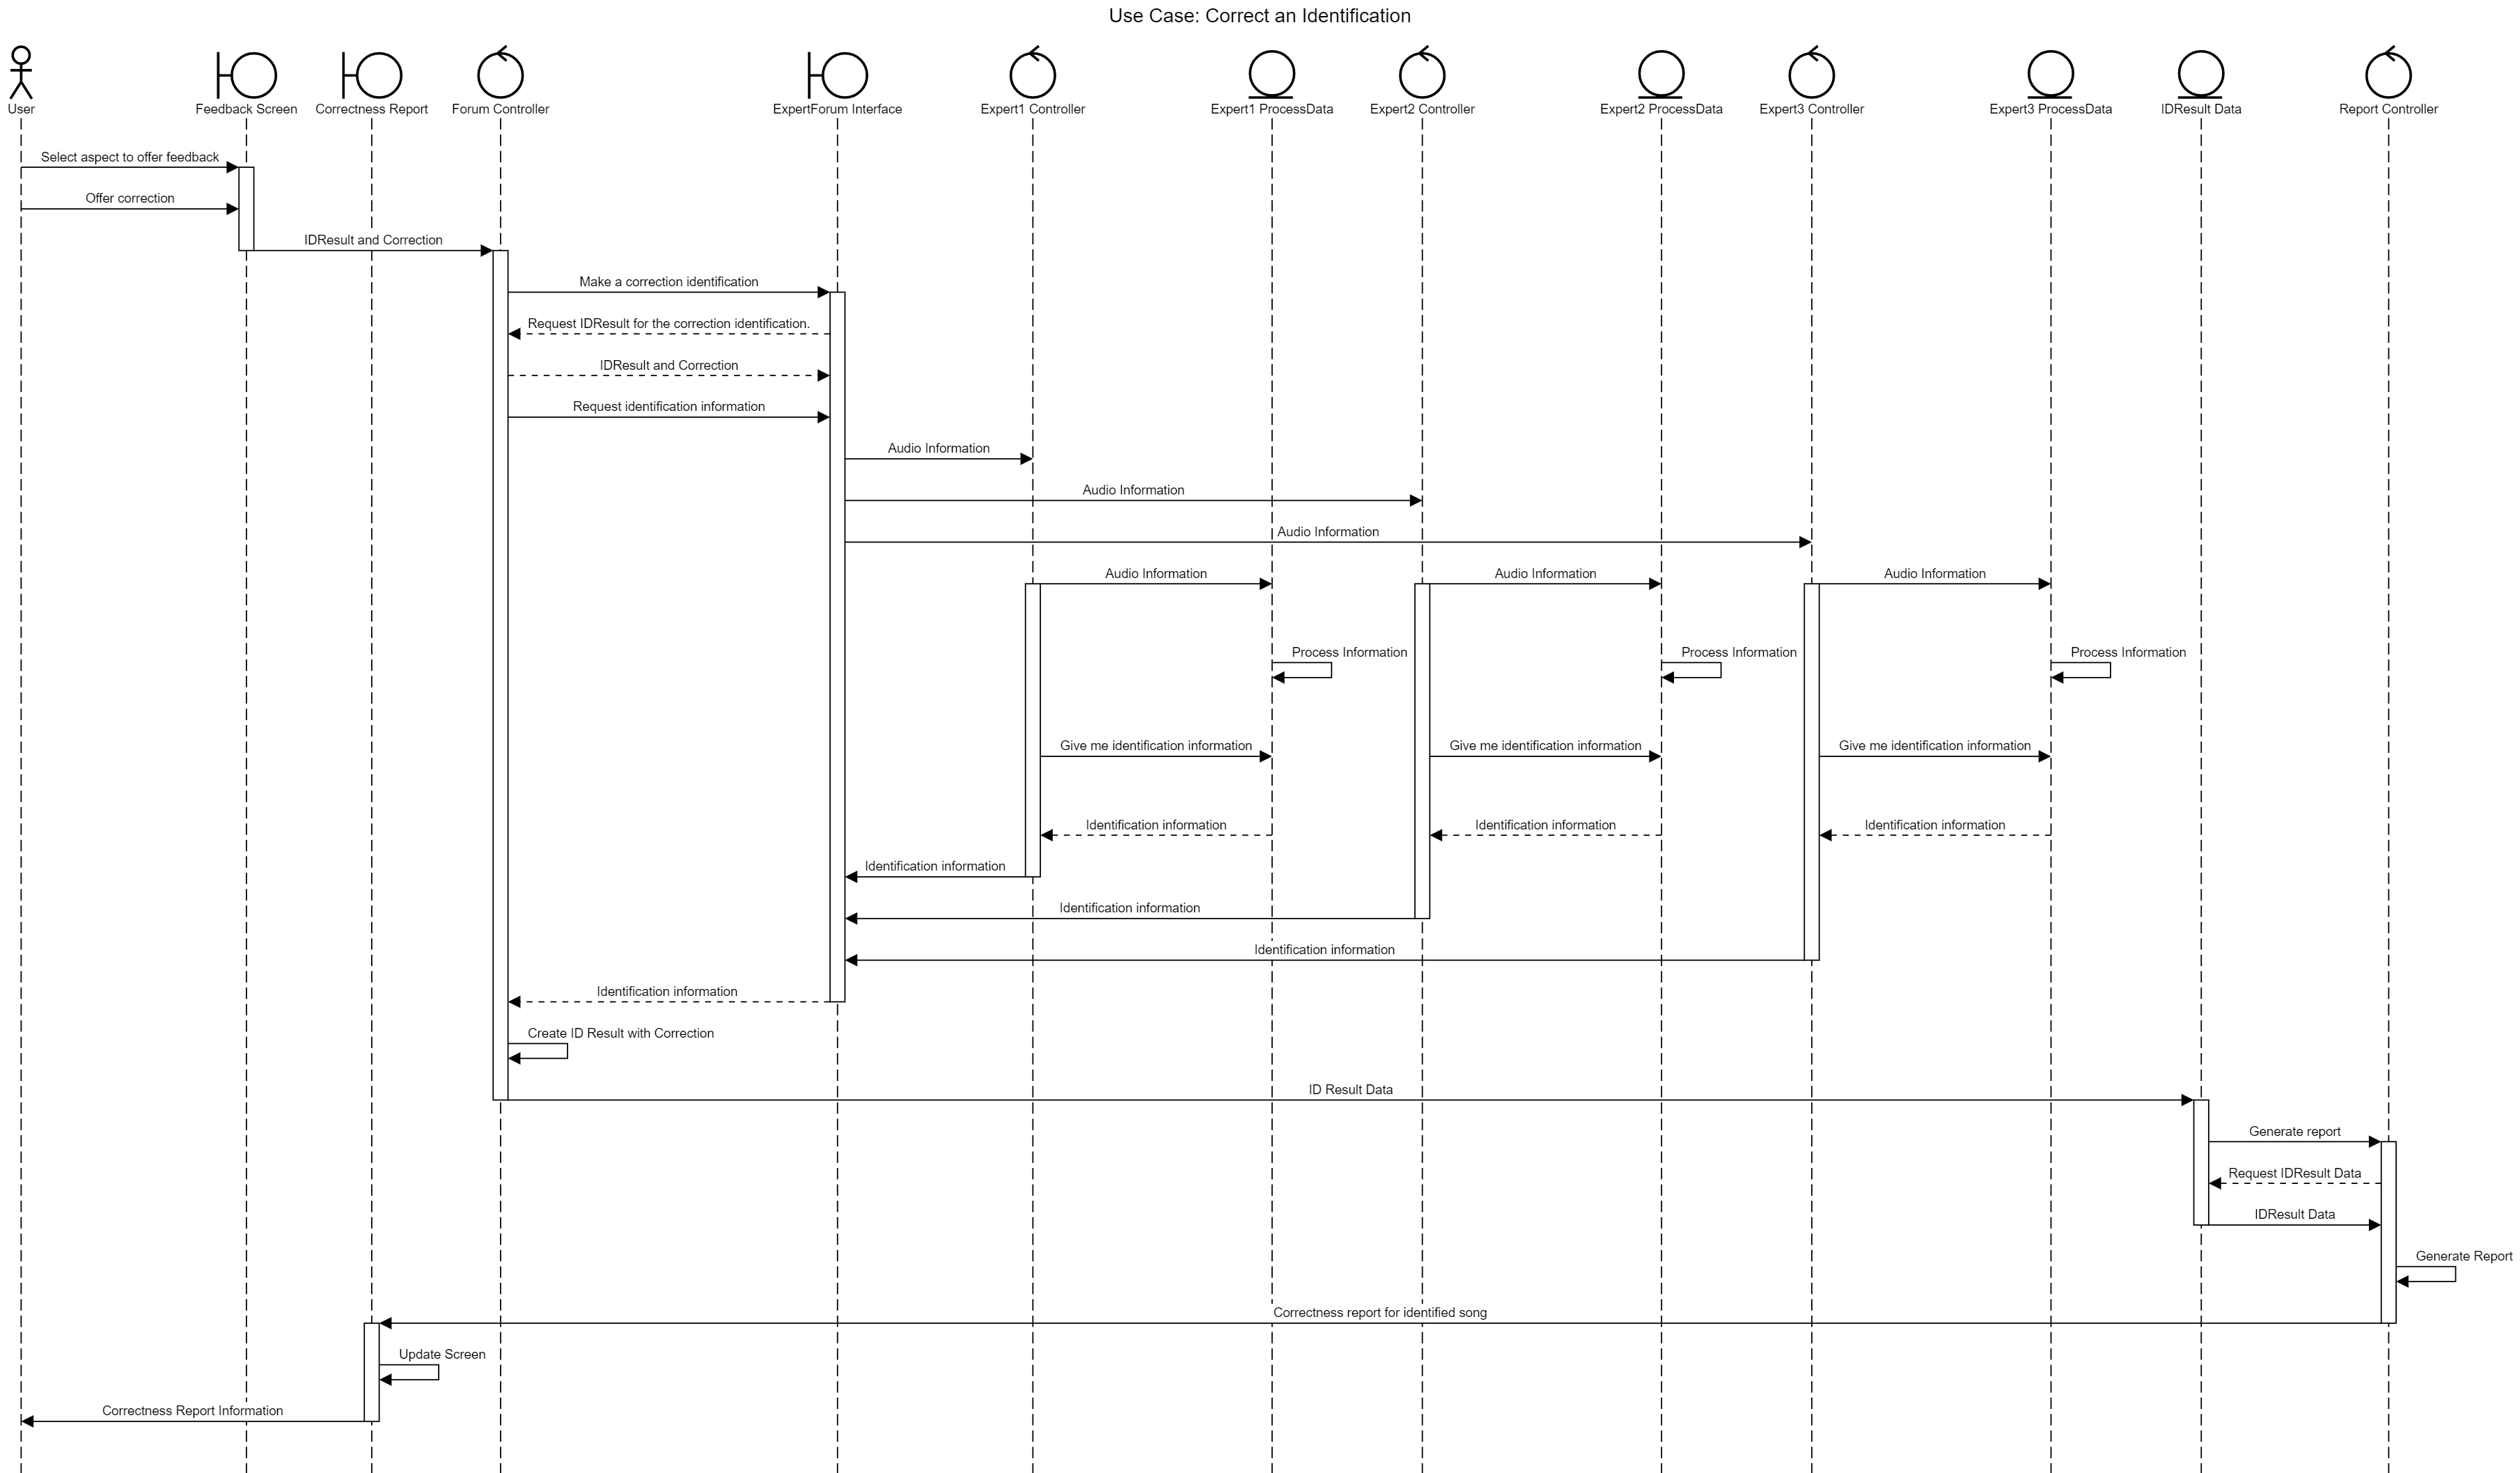 Use Case: Correct an Identification
User
Feedback Screen
Correctness Report
Forum Controller
ExpertForum Interface
Expert1 Controller
Expert1 ProcessData
Expert2 Controller
Expert2 ProcessData
Expert3 Controller
Expert3 ProcessData
IDResult Data
Report Controller
Select aspect to offer feedback
Offer correction
IDResult and Correction
Make a correction identification
Request IDResult for the correction identification.
IDResult and Correction
Request identification information
Audio Information
Audio Information
Audio Information
Audio Information
Audio Information
Audio Information
Process Information
Process Information
Process Information
Give me identification information
Give me identification information
Give me identification information
Identification information
Identification information
Identification information
Identification information
Identification information
Identification information
Identification information
Create ID Result with Correction
ID Result Data
Generate report
Request IDResult Data
IDResult Data
Generate Report
Correctness report for identified song
Update Screen
Correctness Report Information